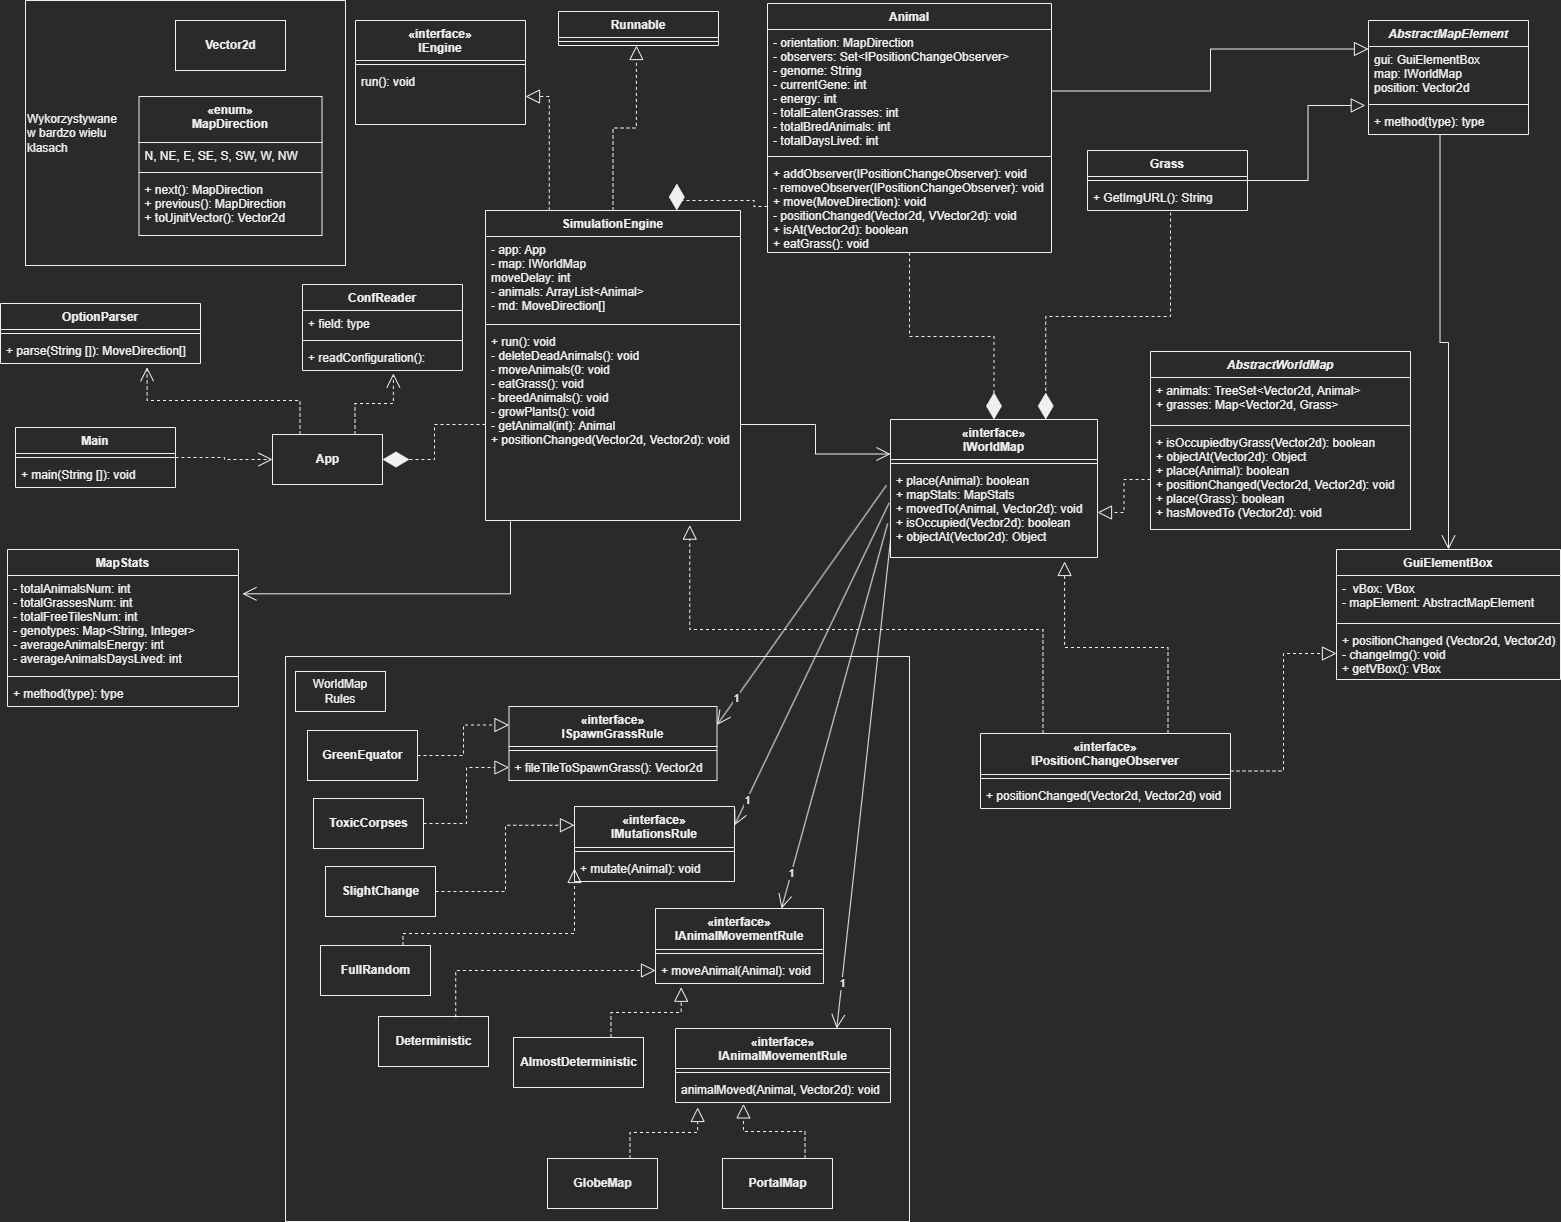 Vector2d
Wykorzystywane
w bardzo wielu
klasach
«enum»
MapDirection
N, NE, E, SE, S, SW, W, NW
+ next(): MapDirection
+ previous(): MapDirection
+ toUjnitVector(): Vector2d
«interface»
IEngine
run(): void
Runnable
Animal
- orientation: MapDirection
- observers: Set<IPositionChangeObserver>
- genome: String
- currentGene: int
- energy: int
- totalEatenGrasses: int
- totalBredAnimals: int
- totalDaysLived: int
+ addObserver(IPositionChangeObserver): void
- removeObserver(IPositionChangeObserver): void
+ move(MoveDirection): void
- positionChanged(Vector2d, VVector2d): void
+ isAt(Vector2d): boolean
+ eatGrass(): void
AbstractMapElement
gui: GuiElementBox
map: IWorldMap
position: Vector2d
+ method(type): type
Grass
+ GetImgURL(): String
SimulationEngine
- app: App
- map: IWorldMap
moveDelay: int
- animals: ArrayList<Animal>
- md: MoveDirection[]
+ run(): void
- deleteDeadAnimals(): void
- moveAnimals(0: void
- eatGrass(): void
- breedAnimals(): void
- growPlants(): void
- getAnimal(int): Animal
+ positionChanged(Vector2d, Vector2d): void
OptionParser
+ parse(String []): MoveDirection[]
ConfReader
+ field: type
+ readConfiguration():
Main
+ main(String []): void
App
«interface»
IWorldMap
+ place(Animal): boolean
+ mapStats: MapStats
+ movedTo(Animal, Vector2d): void
+ isOccupied(Vector2d): boolean
+ objectAt(Vector2d): Object
AbstractWorldMap
+ animals: TreeSet<Vector2d, Animal>
+ grasses: Map<Vector2d, Grass>
+ isOccupiedbyGrass(Vector2d): boolean
+ objectAt(Vector2d): Object
+ place(Animal): boolean
+ positionChanged(Vector2d, Vector2d): void
+ place(Grass): boolean
+ hasMovedTo (Vector2d): void
MapStats
- totalAnimalsNum: int
- totalGrassesNum: int
- totalFreeTilesNum: int
- genotypes: Map<String, Integer>
- averageAnimalsEnergy: int
- averageAnimalsDaysLived: int
+ method(type): type
GuiElementBox
- vBox: VBox
- mapElement: AbstractMapElement
+ positionChanged (Vector2d, Vector2d)
- changeImg(): void
+ getVBox(): VBox
«interface»
IPositionChangeObserver
+ positionChanged(Vector2d, Vector2d) void
WorldMap
Rules
1
«interface»
ISpawnGrassRule
+ fileTileToSpawnGrass(): Vector2d
GreenEquator
ToxicCorpses
1
«interface»
IMutationsRule
+ mutate(Animal): void
SlightChange
FullRandom
1
«interface»
IAnimalMovementRule
+ moveAnimal(Animal): void
Deterministic
AlmostDeterministic
1
«interface»
IAnimalMovementRule
animalMoved(Animal, Vector2d): void
GlobeMap
PortalMap